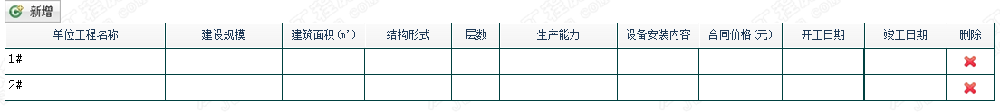 新增
单位工程名称 建设规模 建筑面积(㎡) 结构形式 层数 生产能力 设备安装内容 合同价格(元) 开工日期 竣工日期 删除
1#
2#